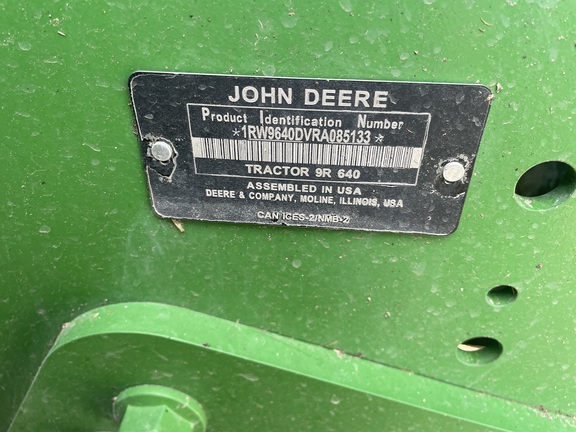 JOHN DEERE
Product Identification Number
*1RW9640DVRA085133*
TRACTOR 9R 640
ASSEMBLED IN USA
DEERE & COMPANY, MOLINE, ILLINOIS, USA
CAN ICES-2/NMB-2